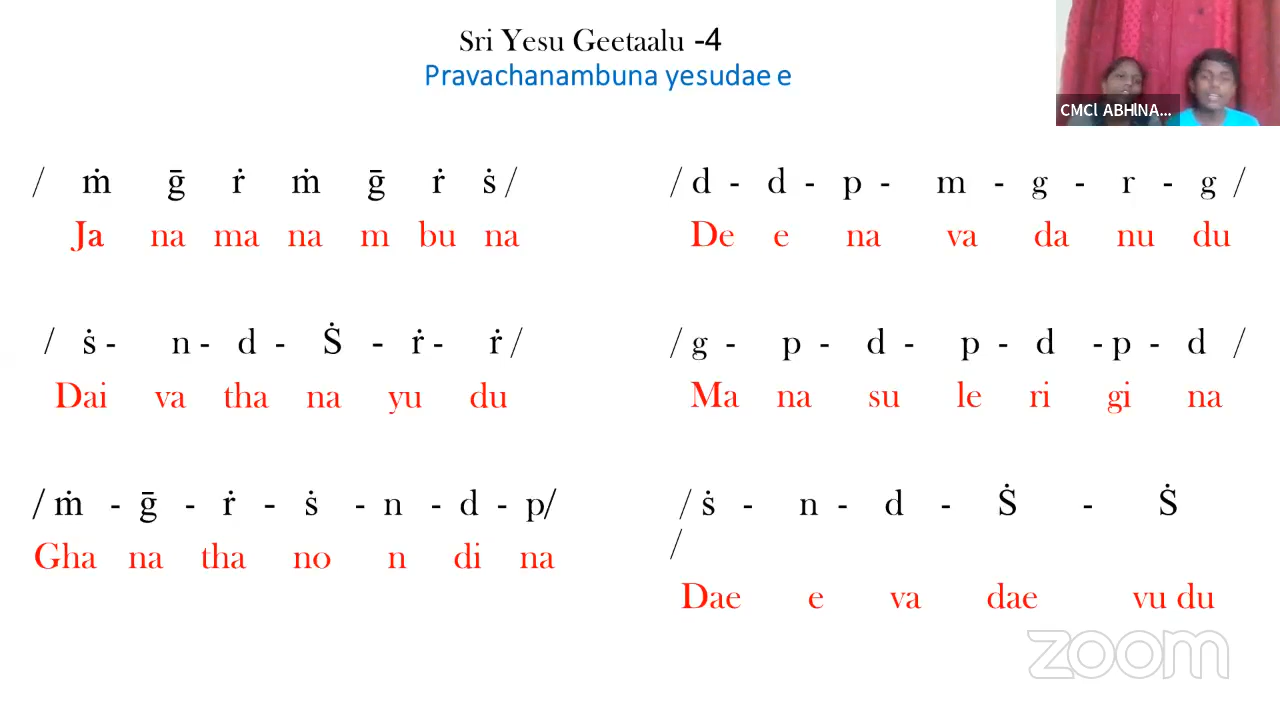 Sri Yesu Geetaalu -4
Pravachanambuna yesudae e
CMCl ABHlNA...
/ ṁ ḡ ṙ ṁ ḡ ṙ ṡ /
Ja na ma na m bu na
/ ṡ - n - d - Ṡ - ṙ - ṙ /
Dai va tha na yu du
/ ṁ - ḡ - ṙ - ṡ - n - d - p/
Gha na tha no n di na
/ d - d - p - m - g - r - g /
De e na va da nu du
/ g - p - d - p - d - p - d /
Ma na su le ri gi na
/ ṡ - n - d - Ṡ - Ṡ
/
Dae e va dae vu du
zoom